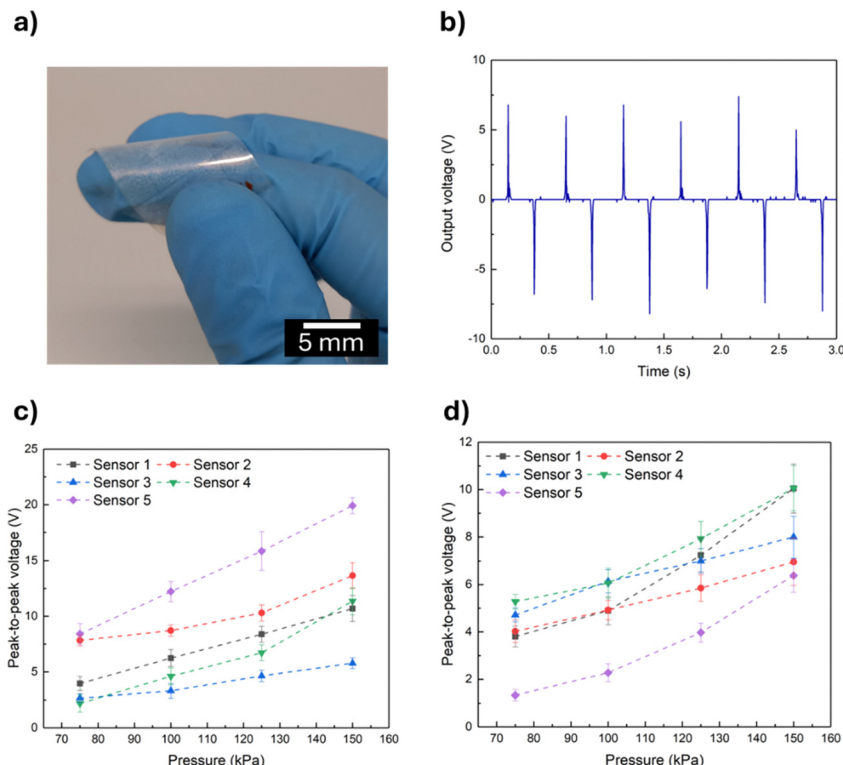 a)
5 mm
b)
Output voltage (V)
10
5
0
-5
-10
0.0 0.5 1.0 1.5 2.0 2.5 3.0
Time (s)
c)
Peak-to-peak voltage (V)
25
20
15
10
5
0
Sensor 1 Sensor 2
Sensor 3 Sensor 4
Sensor 5
70 80 90 100 110 120 130 140 150 160
Pressure (kPa)
d)
Peak-to-peak voltage (V)
12
10
8
6
4
2
0
Sensor 1 Sensor 2
Sensor 3 Sensor 4
Sensor 5
70 80 90 100 110 120 130 140 150 160
Pressure (kPa)